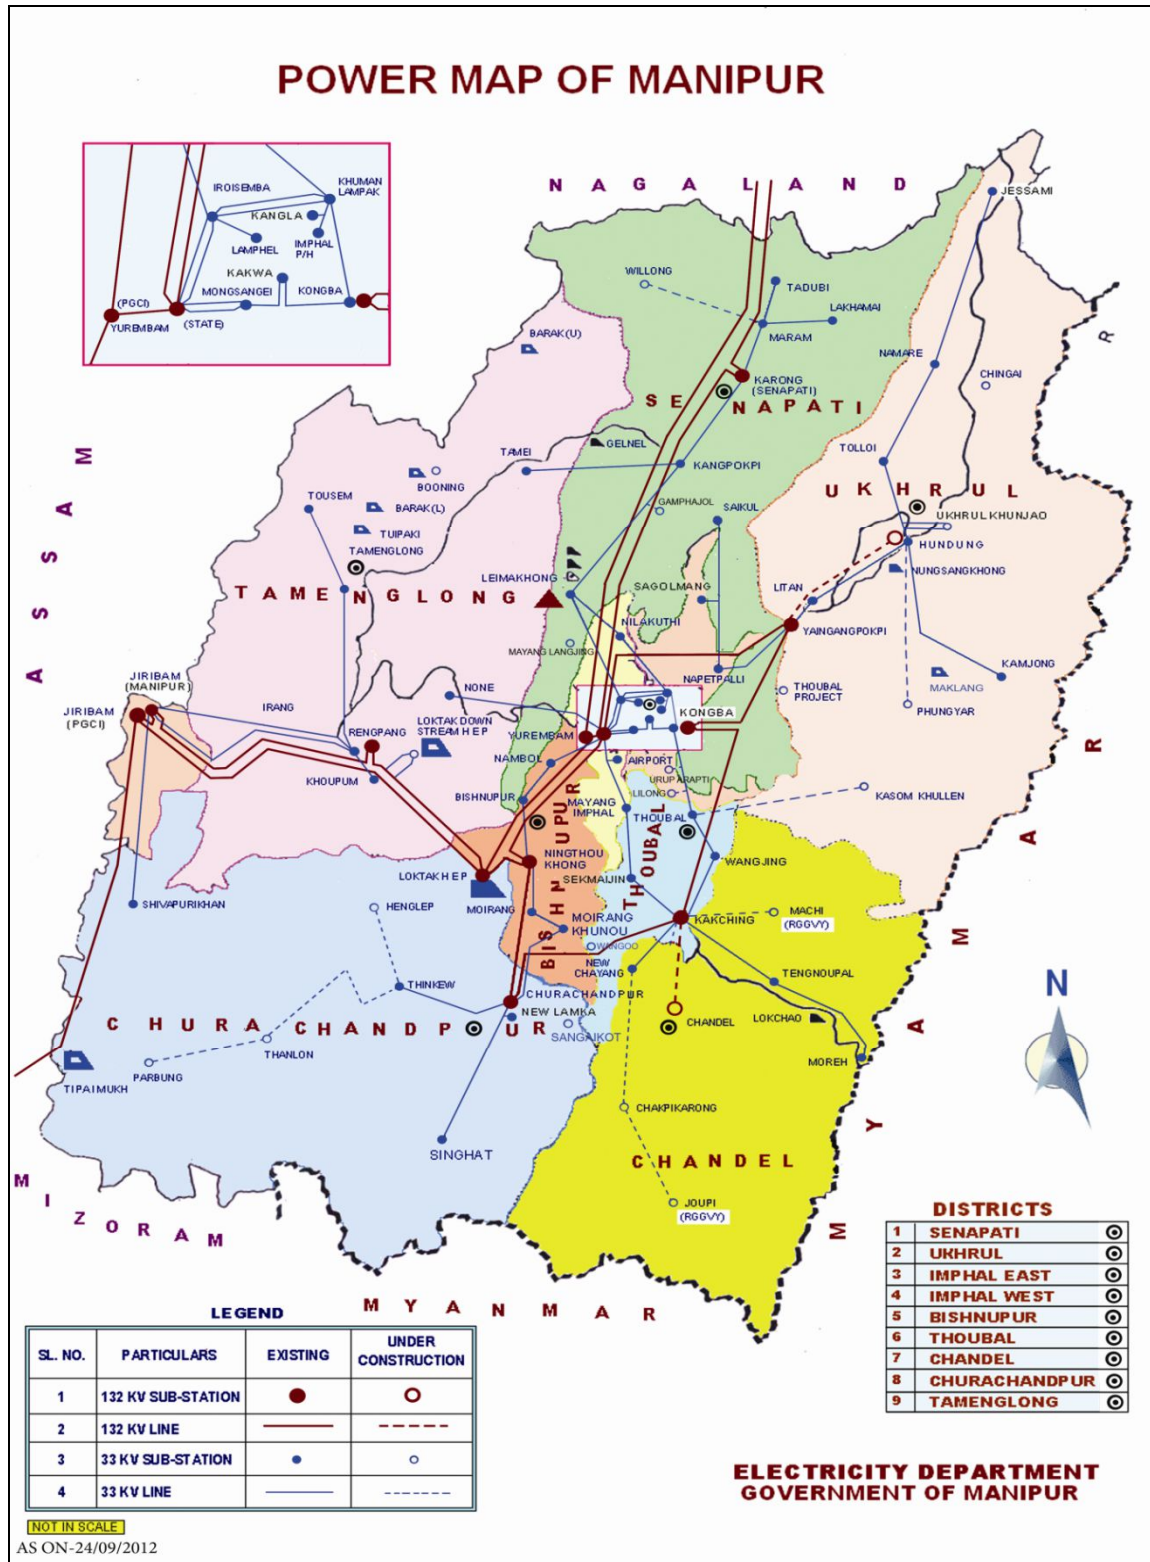 POWER MAP OF MANIPUR
NAGALAND
IROISEMBA
KHUMAN
LAMPAK
KANGLA
LAMPHEL
IMPHAL
P/H
KAKWA
MONGSANGEI
KONGBA
(PGCI)
YUREMBAM
(STATE)
JESSAMI
WILLONG
TADUBI
LAKHAMAI
MARAM
BARAK(U)
NAMARE
CHINGAI
KARONG
(SENAPATI)
SENAPATI
GELNEL
TAMEI
KANGPOKPI
TOLLOI
ASSAM
BOONING
TOUSEM
BARAK(L)
TUIPAKI
TAMENGLONG
GAMPHAJOL
SAIKUL
UKHRUL
UKHRUL KHUNJAO
HUNDUNG
NUNGSANGKHONG
LEIMAKHONG
TAMENGLONG
SAGOLMANG
LITAN
NILAKUTHI
YAINGANGPOKPI
MAYANG LANGJING
NAPETPALLI
KAMJONG
MAKLANG
THOUBAL
PROJECT
PHUNGYAR
JIRIBAM
(MANIPUR)
JIRIBAM
(PGCI)
IRANG
NONE
RENGPANG
LOKTAK DOWN
STREAM HEP
KONGBA
YUREMBAM
NAMBOL
AIRPORT
URUP ARAPTI
LILONG
KHOUPUM
BISHNUPUR
MAYANG
IMPHAL
THOUBAL
KASOM KHULLEN
BISHNUPUR
THOUBAL
NINGTHOU
KHONG
WANGJING
LOKTAK HEP
SEKMAIJIN
SHIVAPURIKHAN
HENGLEP
MOIRANG
MOIRANG
KHUNOU
KAKCHING
MACHI
(RGGVY)
WANGOO
NEW
CHAYANG
THINKEW
TENGNOUPAL
CHURACHANDPUR
NEW LAMKA
SANGAIKOT
CHURACHANDPUR
CHANDEL
LOKCHAO
MOREH
THANLON
PARBUNG
TIPAIMUKH
N
CHAKPIKARONG
SINGHAT
CHANDEL
JOUPI
(RGGVY)
MIZORAM
MYANMAR
MYANMAR
DISTRICTS
1 SENAPATI
2 UKHRUL
3 IMPHAL EAST
4 IMPHAL WEST
5 BISHNUPUR
6 THOUBAL
7 CHANDEL
8 CHURACHANDPUR
9 TAMENGLONG
LEGEND
SL. NO. PARTICULARS EXISTING UNDER CONSTRUCTION
1 132 KV SUB-STATION
2 132 KV LINE
3 33 KV SUB-STATION
4 33 KV LINE
NOT IN SCALE
AS ON-24/09/2012
ELECTRICITY DEPARTMENT
GOVERNMENT OF MANIPUR